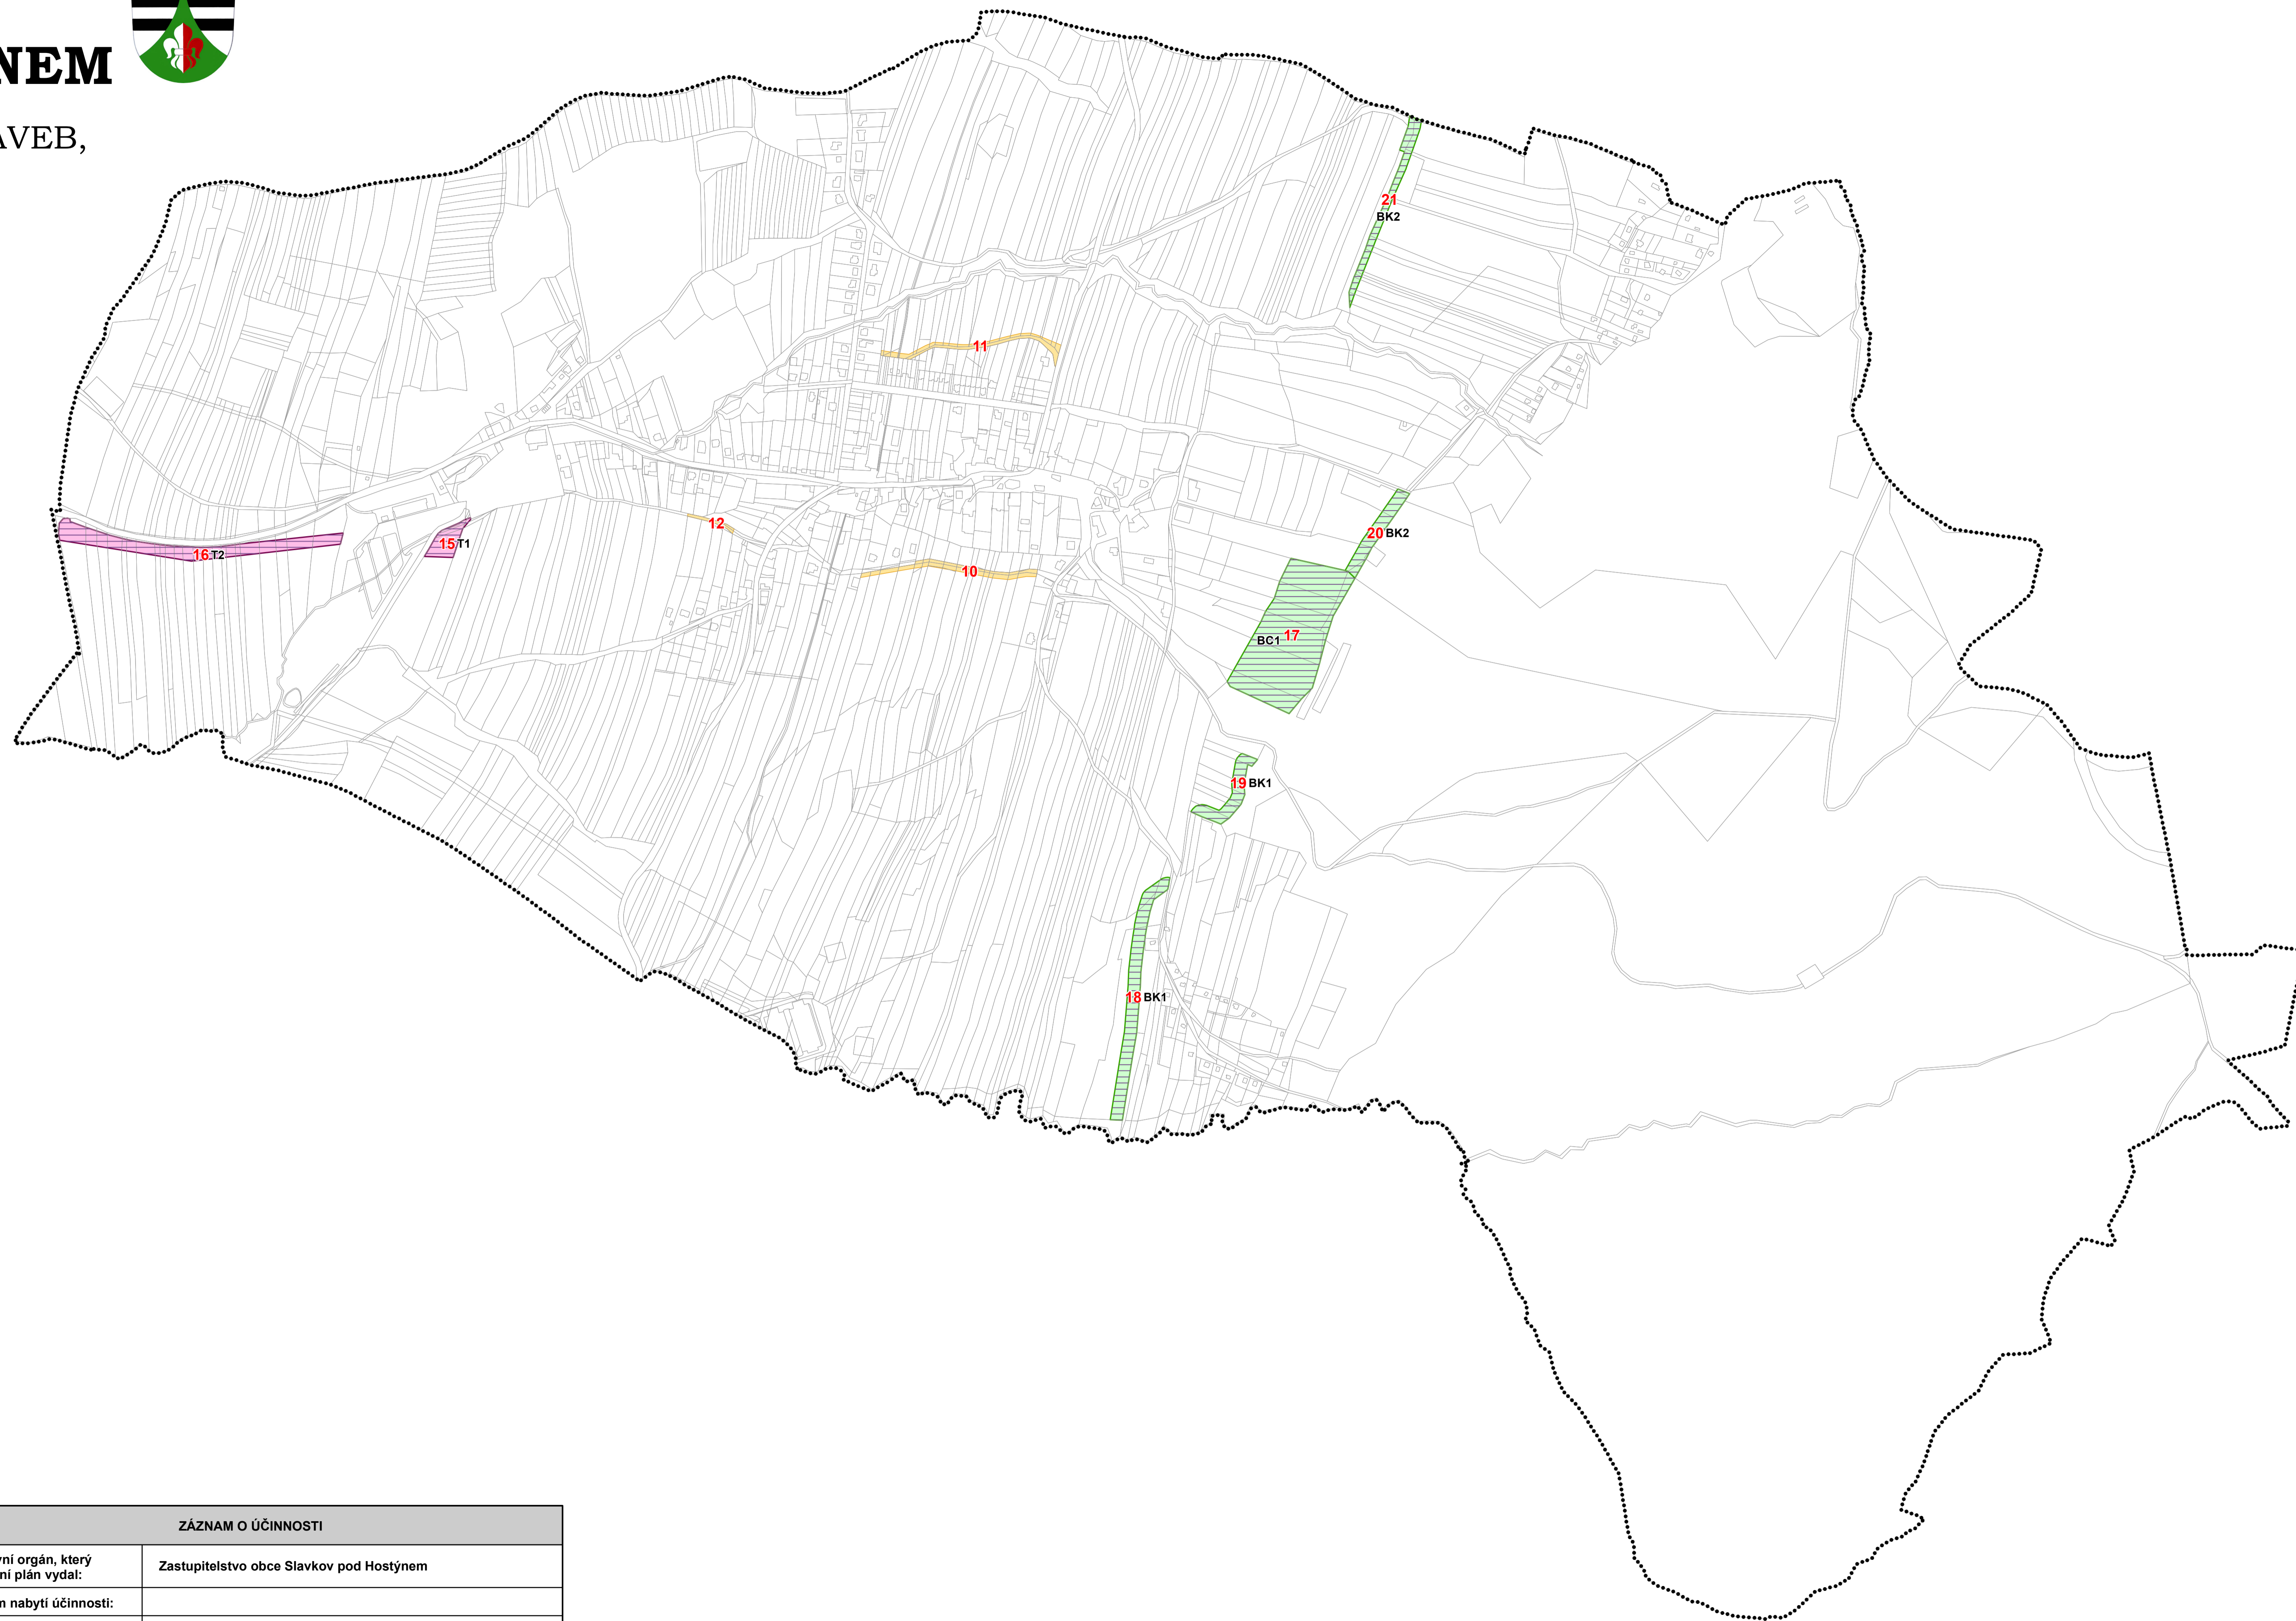 NEM
AVEB,
21
BK2
11
12
16 T2
15 T1
10
20 BK2
BC1 17
19 BK1
18 BK1
ZÁZNAM O ÚČINNOSTI
vní orgán, který
ní plán vydal:
Zastupitelstvo obce Slavkov pod Hostýnem
m nabytí účinnosti: